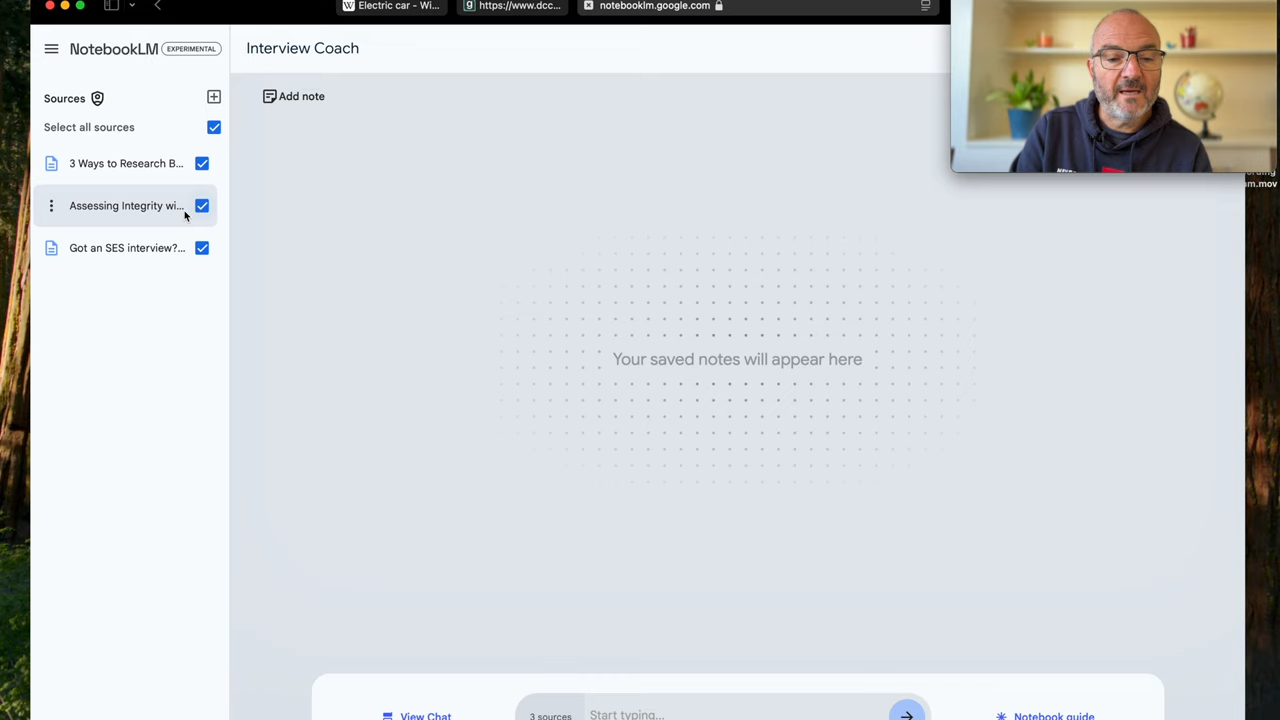 Electric car - Wi...
https://www.dcc...
notebooklm.google.com
NotebookLM
EXPERIMENTAL
Interview Coach
Sources
Add note
Select all sources
3 Ways to Research B...
Assessing Integrity wi...
Got an SES interview?...
Your saved notes will appear here
View Chat
3 sources
Start typing...
Notebook guide
am.mov